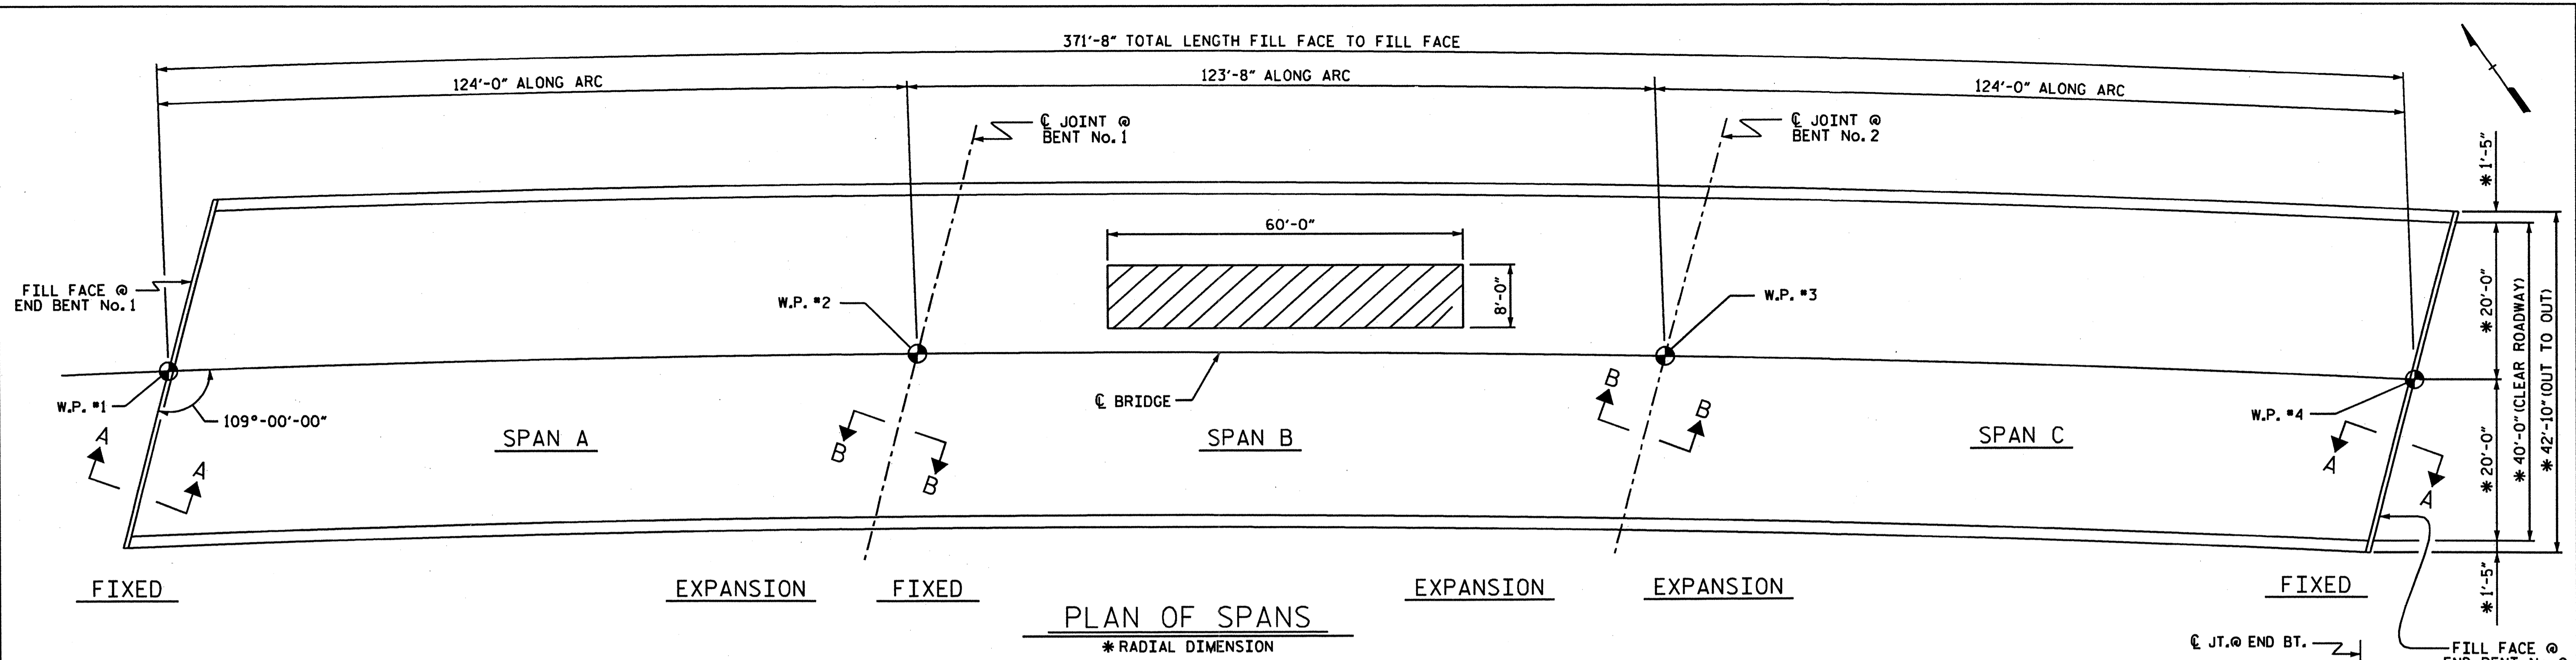 371'-8" TOTAL LENGTH FILL FACE TO FILL FACE
124'-0" ALONG ARC
123'-8" ALONG ARC
124'-0" ALONG ARC
℄ JOINT @
BENT No. 1
℄ JOINT @
BENT No. 2
* 1'-5"
60'-0"
8'-0"
FILL FACE @
END BENT No. 1
W.P. #2
W.P. #3
* 20'-0"
* 40'-0" (CLEAR ROADWAY)
* 42'-10" (OUT TO OUT)
W.P. #1
109°-00'-00"
℄ BRIDGE
W.P. #4
* 20'-0"
A
A
SPAN A
B
B
SPAN B
B
B
SPAN C
A
A
FIXED
EXPANSION
FIXED
EXPANSION
EXPANSION
FIXED
* 1'-5"
PLAN OF SPANS
* RADIAL DIMENSION
℄ JT. @ END BT.
FILL FACE @